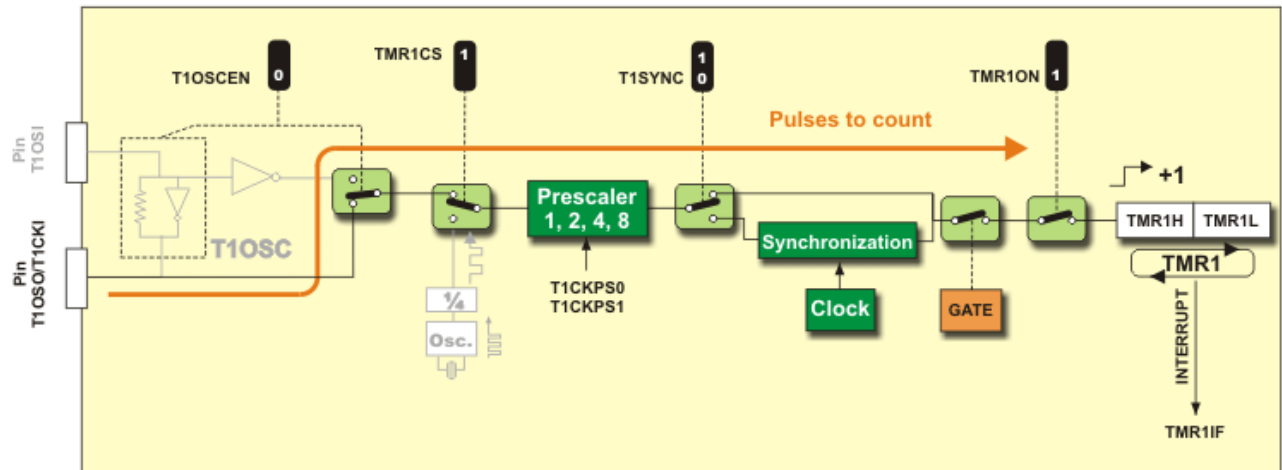 T1OSCEN
0
TMR1CS
1
T1SYNC
1
0
TMR1ON
1
Pulses to count
Pin
T1OSI
T1OSC
Pin
T1OSO/T1CKI
Prescaler
1, 2, 4, 8
T1CKPS0
T1CKPS1
¼
Osc.
Synchronization
Clock
GATE
+1
TMR1H
TMR1L
TMR1
INTERRUPT
TMR1IF